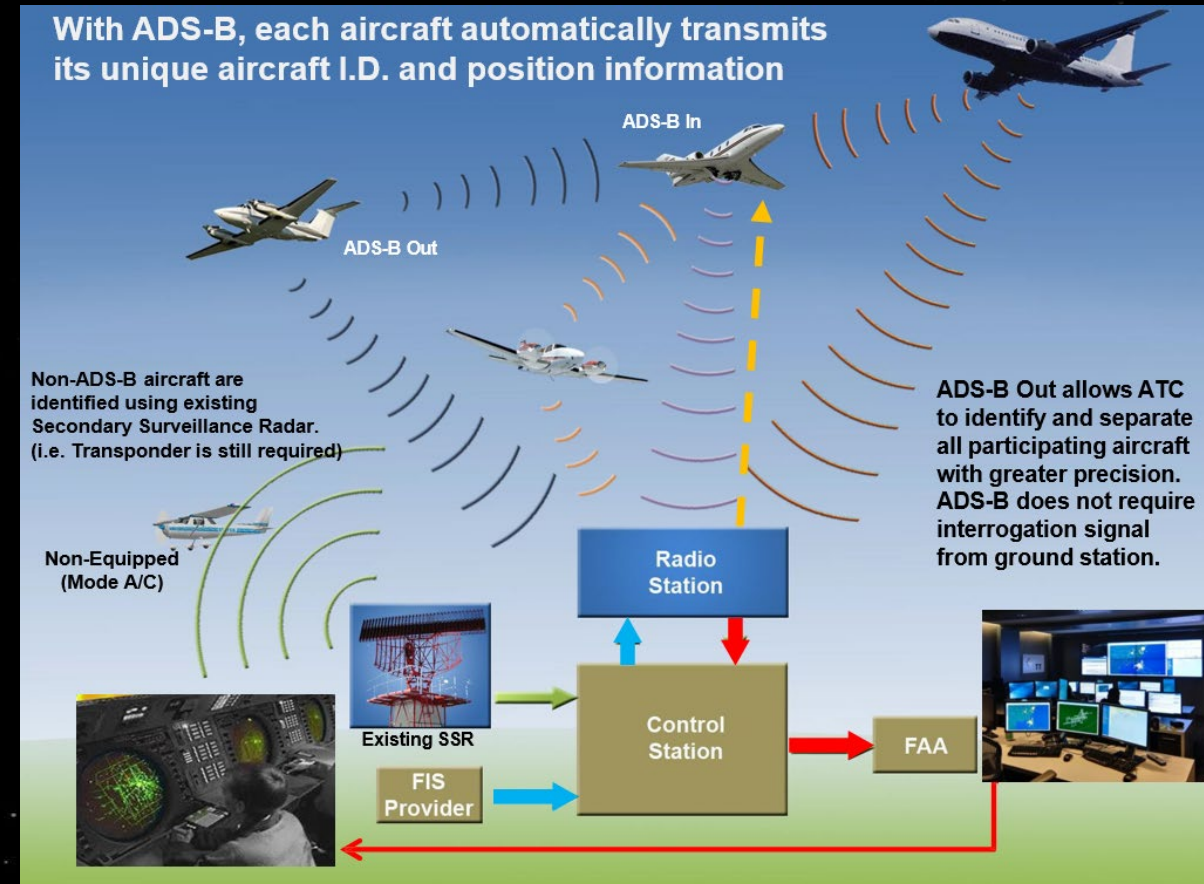 With ADS-B, each aircraft automatically transmits
its unique aircraft I.D. and position information
ADS-B In
ADS-B Out
Non-ADS-B aircraft are
identified using existing
Secondary Surveillance Radar.
(i.e. Transponder is still required)
Non-Equipped
(Mode A/C)
ADS-B Out allows ATC
to identify and separate
all participating aircraft
with greater precision.
ADS-B does not require
interrogation signal
from ground station.
Radio
Station
Existing SSR
Control
Station
FAA
FIS
Provider